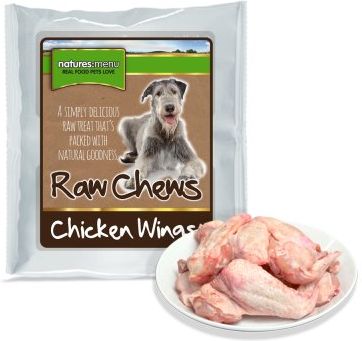 natures:menu
REAL FOOD PETS LOVE
A SIMPLY DELICIOUS
RAW TREAT THAT'S
PACKED WITH
NATURAL GOODNESS.
Raw Chews
Chicken Wings